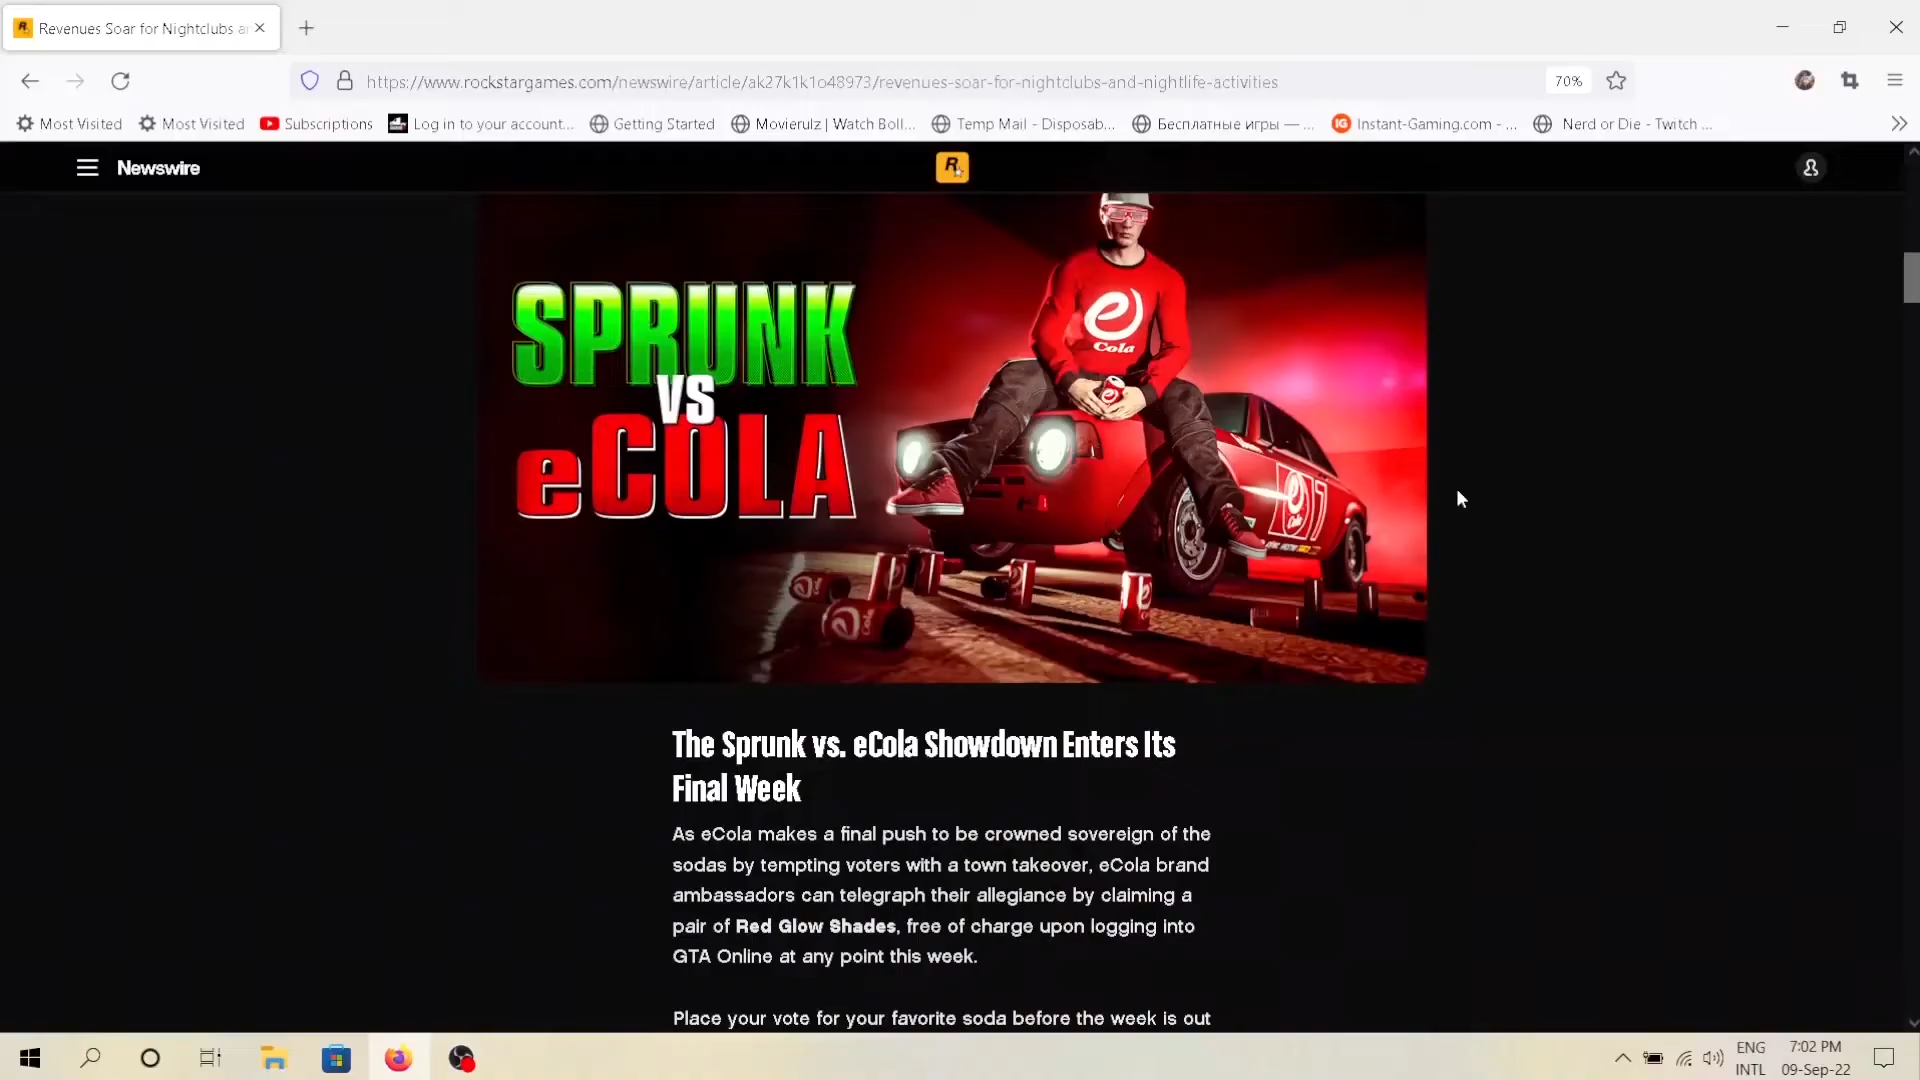 Revenues Soar for Nightclubs an
https://www.rockstargames.com/newswire/article/ak27k1k1o48973/revenues-soar-for-nightclubs-and-nightlife-activities
70%
Most Visited
Most Visited
Subscriptions
Log in to your account...
Getting Started
Movierulz | Watch Boll...
Temp Mail - Disposab...
Бесплатные игры — ...
IG
Instant-Gaming.com - ...
Nerd or Die - Twitch ...
Newswire
R
SPRUNK
VS
eCOLA
e
Cola
17
The Sprunk vs. eCola Showdown Enters Its
Final Week
As eCola makes a final push to be crowned sovereign of the
sodas by tempting voters with a town takeover, eCola brand
ambassadors can telegraph their allegiance by claiming a
pair of Red Glow Shades, free of charge upon logging into
GTA Online at any point this week.
Place your vote for your favorite soda before the week is out
ENG
INTL
7:02 PM
09-Sep-22